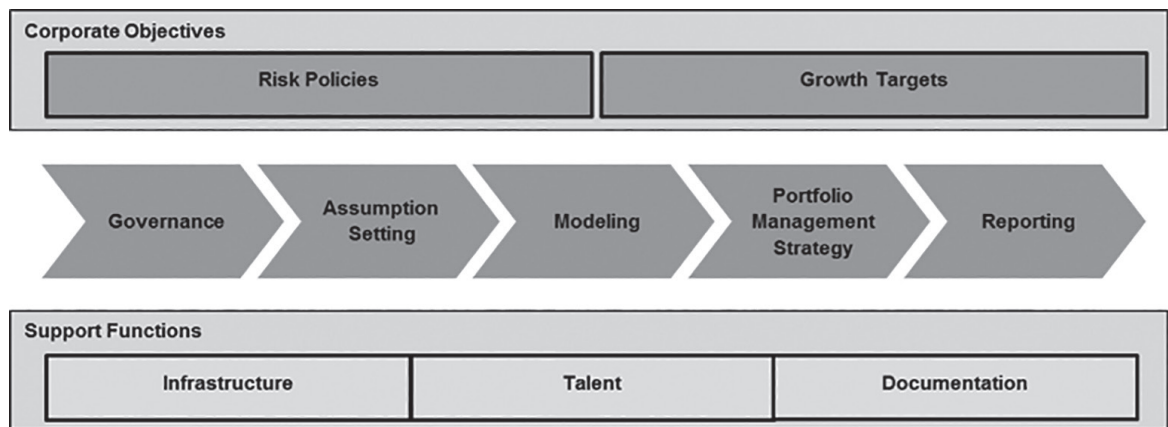 Corporate Objectives
Risk Policies
Growth Targets
Governance
Assumption
Setting
Modeling
Portfolio
Management
Strategy
Reporting
Support Functions
Infrastructure
Talent
Documentation